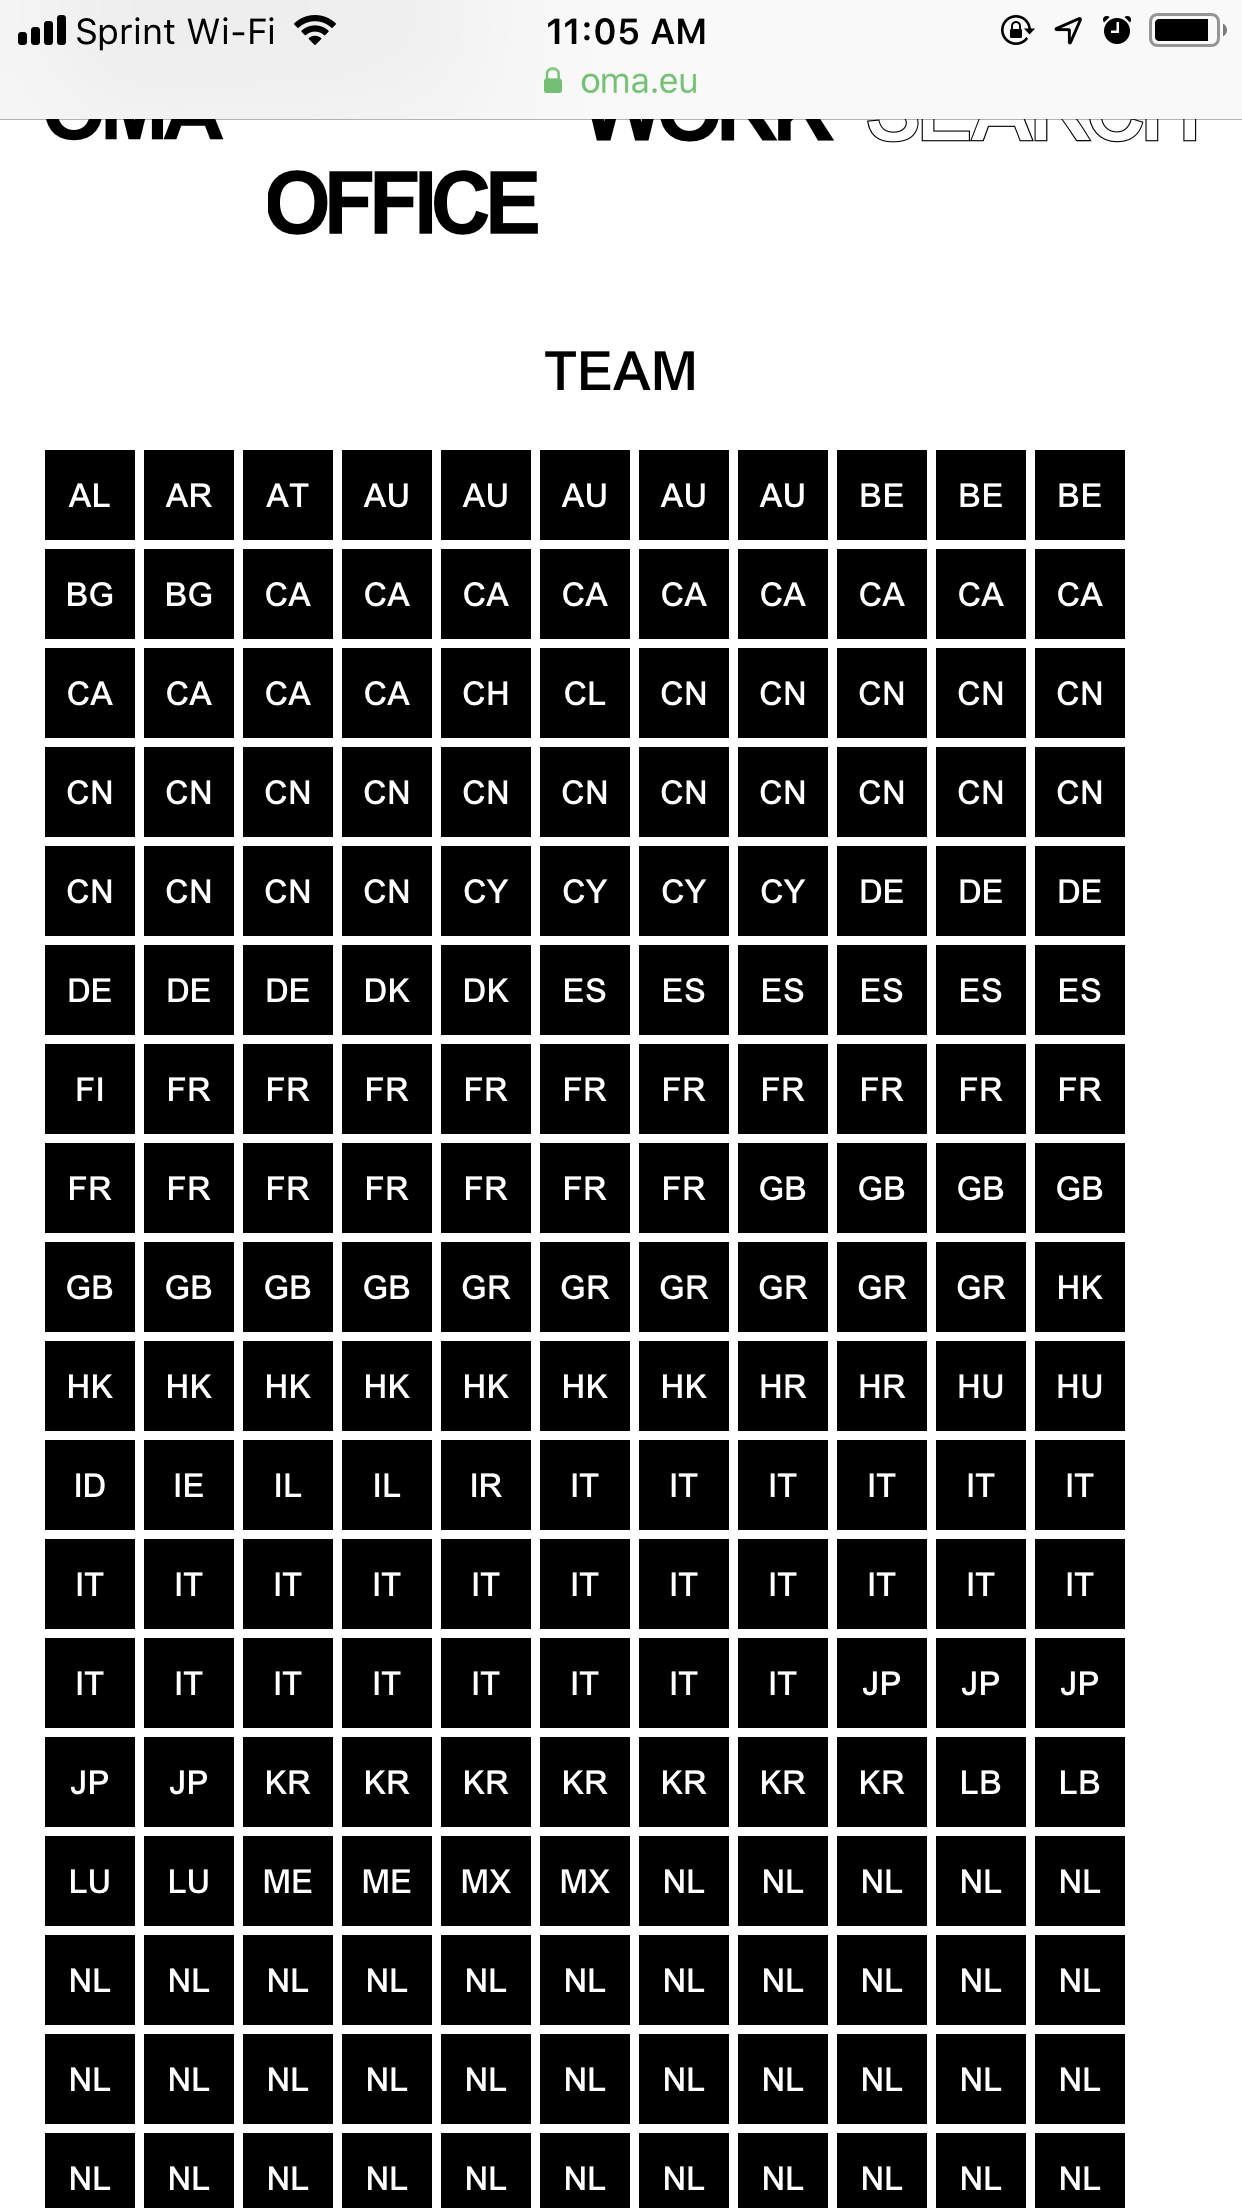 Sprint Wi-Fi 11:05 AM
oma.eu
OMA WORK SEARCH
OFFICE
TEAM
AL AR AT AU AU AU AU AU BE BE BE
BG BG CA CA CA CA CA CA CA CA CA
CA CA CA CA CH CL CN CN CN CN CN
CN CN CN CN CN CN CN CN CN CN CN
CN CN CN CN CY CY CY CY DE DE DE
DE DE DE DK DK ES ES ES ES ES ES
FI FR FR FR FR FR FR FR FR FR FR
FR FR FR FR FR FR FR GB GB GB GB
GB GB GB GB GR GR GR GR GR GR HK
HK HK HK HK HK HK HK HR HR HU HU
ID IE IL IL IR IT IT IT IT IT IT
IT IT IT IT IT IT IT IT IT IT IT
IT IT IT IT IT IT IT IT JP JP JP
JP JP KR KR KR KR KR KR KR LB LB
LU LU ME ME MX MX NL NL NL NL NL
NL NL NL NL NL NL NL NL NL NL NL
NL NL NL NL NL NL NL NL NL NL NL
NL NL NL NL NL NL NL NL NL NL NL